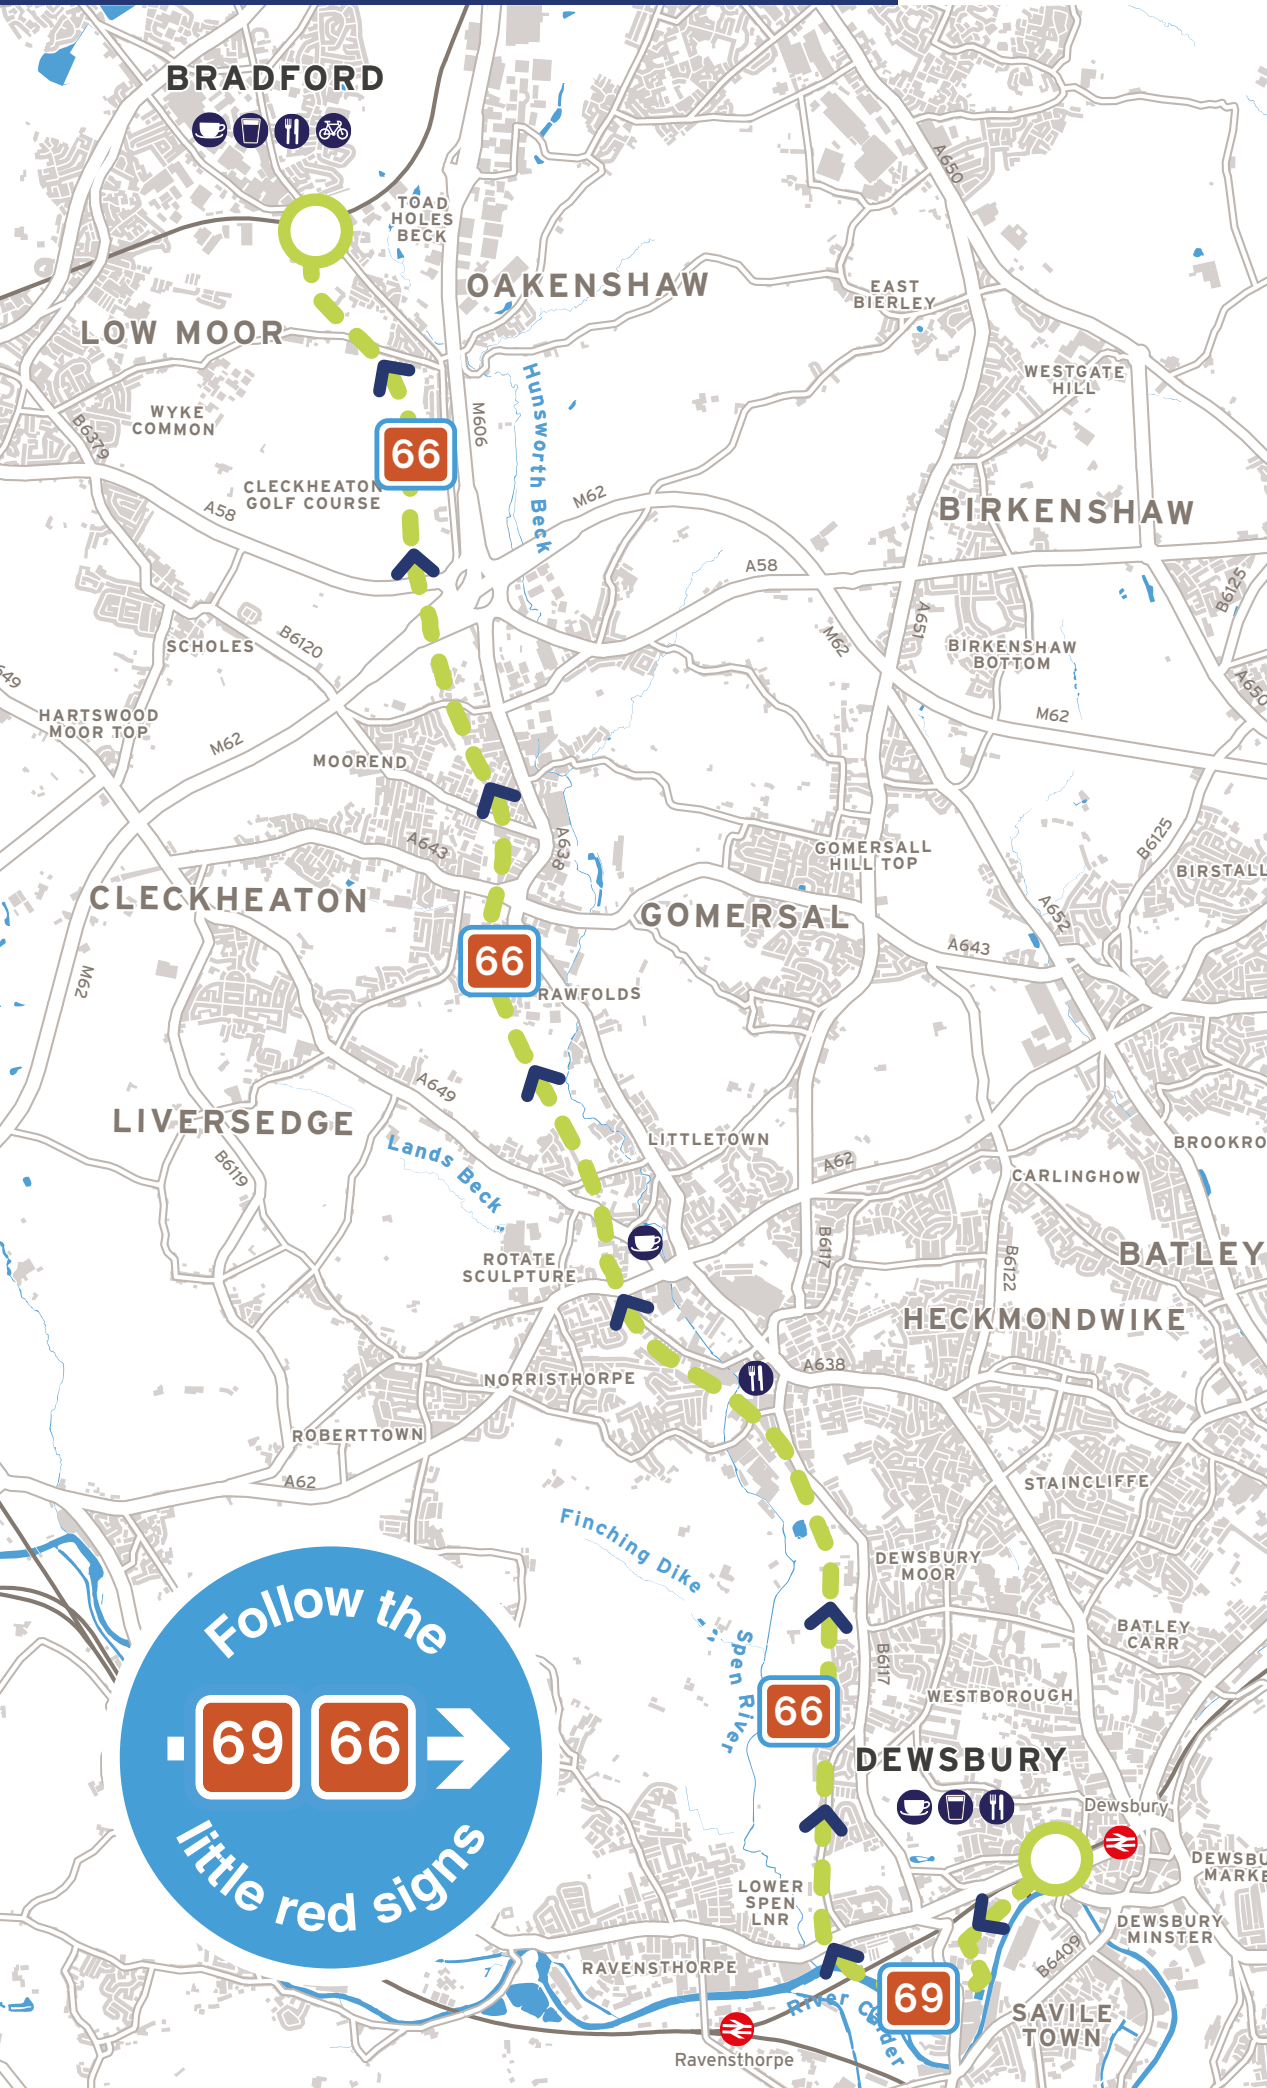 BRADFORD
TOAD
HOLES
BECK
OAKENSHAW
A650
EAST
BIERLEY
LOW MOOR
WESTGATE
HILL
WYKE
COMMON
B6379
M606
Hunsworth Beck
66
CLECKHEATON
GOLF COURSE
A58
M62
BIRKENSHAW
A58
B6125
A651
SCHOLES
B6120
M62
BIRKENSHAW
BOTTOM
A650
649
HARTSWOOD
MOOR TOP
M62
M62
MOOREND
A643
A638
GOMERSALL
HILL TOP
B6125
BIRSTALL
CLECKHEATON
GOMERSAL
A652
A643
66
M62
RAWFOLDS
A649
LIVERSEDGE
Lands Beck
LITTLETOWN
BROOKRO
B6119
A62
CARLINGHOW
B6117
B6122
BATLEY
ROTATE
SCULPTURE
HECKMONDWIKE
A638
NORRISTHORPE
ROBERTTOWN
A62
STAINCLIFFE
Finching Dike
DEWSBURY
MOOR
Follow the
69 66
little red signs
Spen River
B6117
BATLEY
CARR
WESTBOROUGH
66
DEWSBURY
Dewsbury
DEWSBU
MARKE
LOWER
SPEN
LNR
DEWSBURY
MINSTER
B6409
RAVENSTHORPE
69
River Calder
SAVILE
TOWN
Ravensthorpe